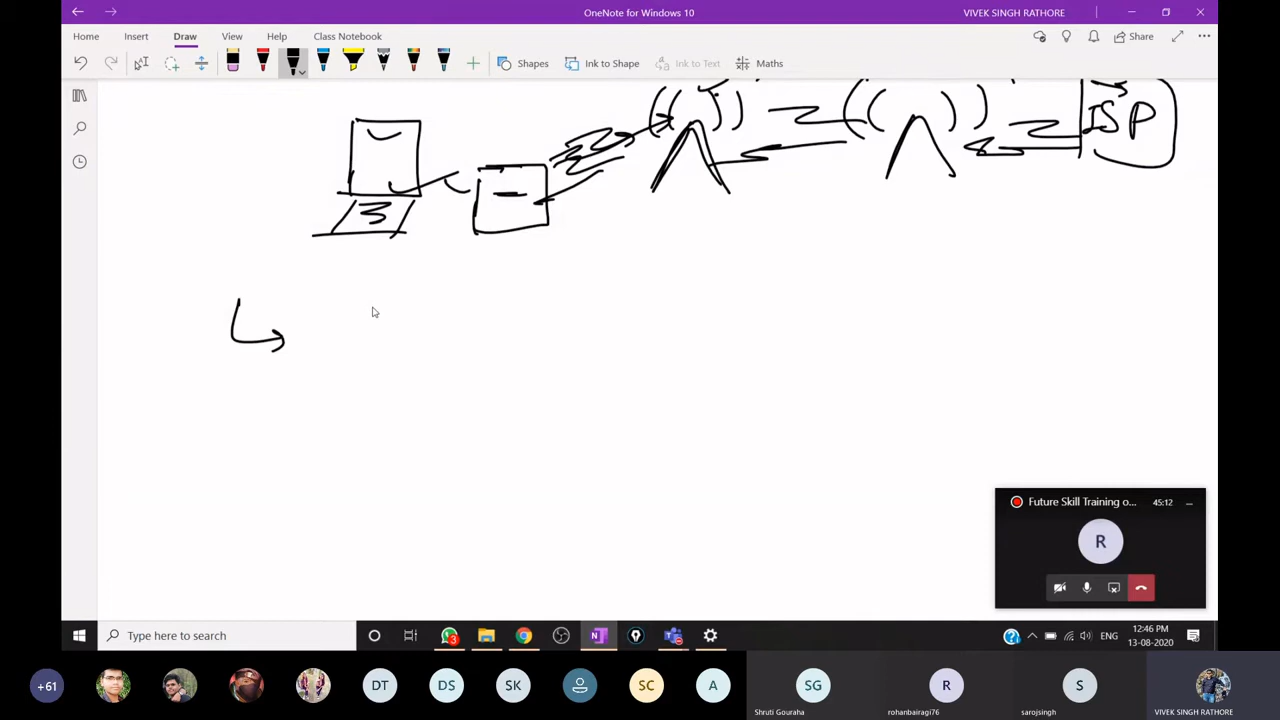 OneNote for Windows 10
VIVEK SINGH RATHORE
Home Insert Draw View Help Class Notebook
Share
Shapes
Ink to Shape
Ink to Text
Maths
ISP
Future Skill Training o...
45:12
R
Type here to search
3
ENG
12:46 PM
13-08-2020
+61
DT
DS
SK
SC
A
SG
R
S
Shruti Gouraha
rohanbairagi76
sarojsingh
VIVEK SINGH RATHORE